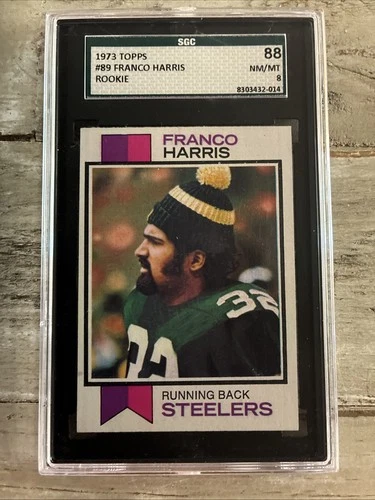 SGC
1973 TOPPS 88
#89 FRANCO HARRIS NM/MT
ROOKIE 8
8303432-014
FRANCO
HARRIS
32
32
RUNNING BACK
STEELERS